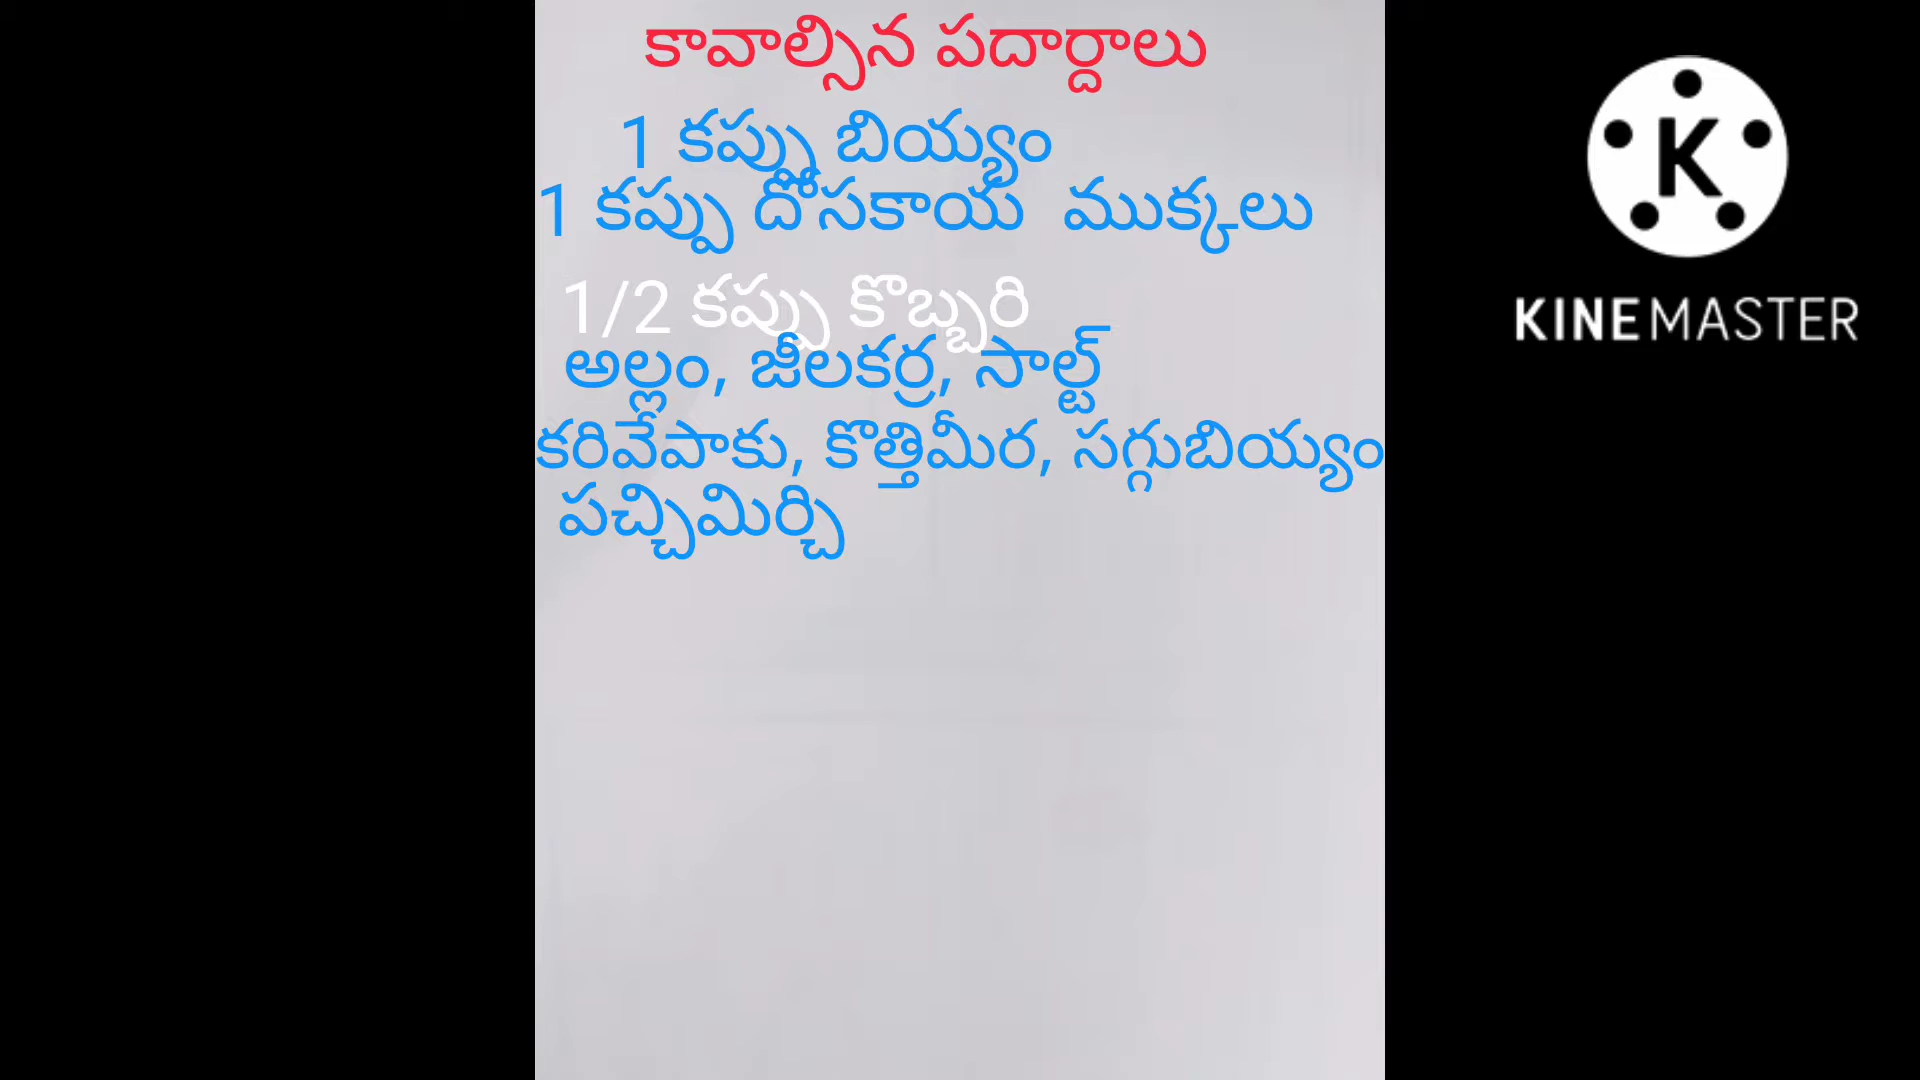 కావాల్సిన పదార్దాలు
1 కప్పు బియ్యం
1 కప్పు దోసకాయ ముక్కలు
1/2 కప్పు కొబ్బరి
అల్లం, జీలకర్ర, సాల్ట్
కరివేపాకు, కొత్తిమీర, సగ్గుబియ్యం
పచ్చిమిర్చి
K
KINEMASTER